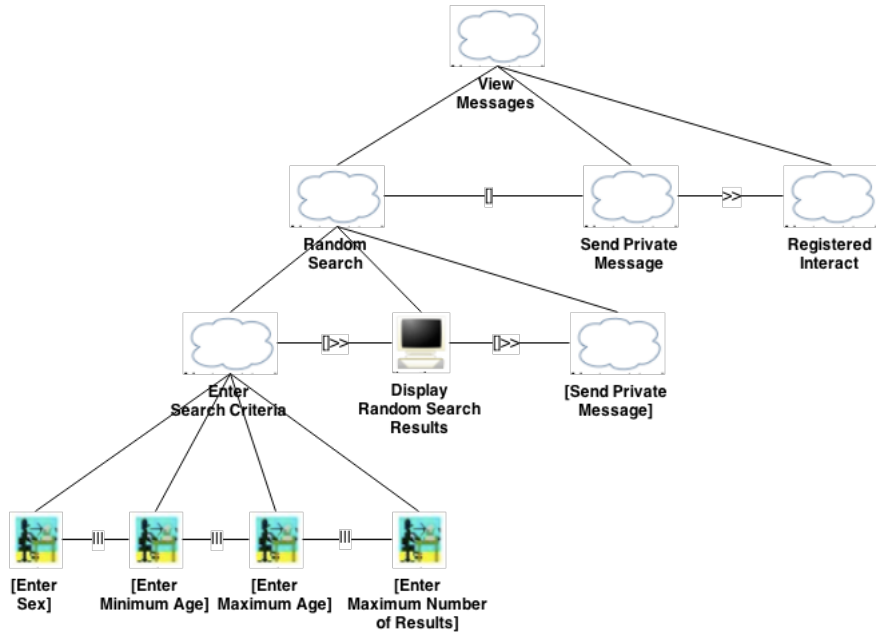 View
Messages
[]
>>
Random
Search
Send Private
Message
Registered
Interact
[]>>
[]>>
Enter
Search Criteria
Display
Random Search
Results
[Send Private
Message]
|||
|||
|||
[Enter
Sex]
[Enter
Minimum Age]
[Enter
Maximum Age]
[Enter
Maximum Number
of Results]